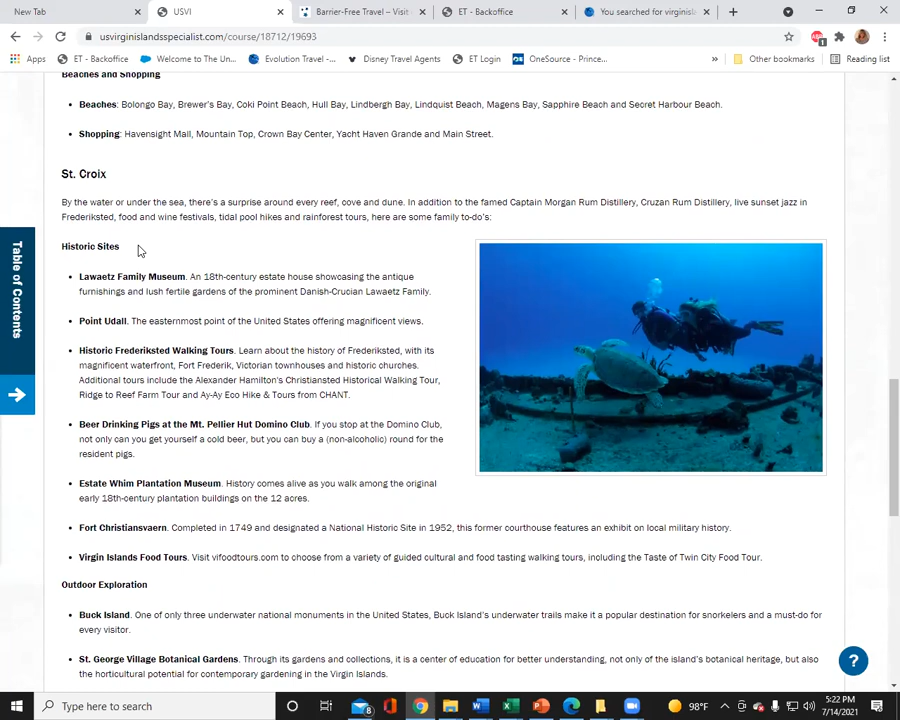 New Tab
USVI
Barrier-Free Travel – Visit
ET - Backoffice
You searched for virginisl
usvirginislandsspecialist.com/course/18712/19693
Apps
ET - Backoffice
Welcome to The Un...
Evolution Travel -...
Disney Travel Agents
ET Login
OneSource - Prince...
»
Other bookmarks
Reading list
Beaches and Shopping
• Beaches: Bolongo Bay, Brewer's Bay, Coki Point Beach, Hull Bay, Lindbergh Bay, Lindquist Beach, Magens Bay, Sapphire Beach and Secret Harbour Beach.
• Shopping: Havensight Mall, Mountain Top, Crown Bay Center, Yacht Haven Grande and Main Street.
St. Croix
By the water or under the sea, there's a surprise around every reef, cove and dune. In addition to the famed Captain Morgan Rum Distillery, Cruzan Rum Distillery, live sunset jazz in
Frederiksted, food and wine festivals, tidal pool hikes and rainforest tours, here are some family to-do's:
Historic Sites
• Lawaetz Family Museum. An 18th-century estate house showcasing the antique
furnishings and lush fertile gardens of the prominent Danish-Crucian Lawaetz Family.
• Point Udall. The easternmost point of the United States offering magnificent views.
• Historic Frederiksted Walking Tours. Learn about the history of Frederiksted, with its
magnificent waterfront, Fort Frederik, Victorian townhouses and historic churches.
Additional tours include the Alexander Hamilton's Christiansted Historical Walking Tour,
Ridge to Reef Farm Tour and Ay-Ay Eco Hike & Tours from CHANT.
• Beer Drinking Pigs at the Mt. Pellier Hut Domino Club. If you stop at the Domino Club,
not only can you get yourself a cold beer, but you can buy a (non-alcoholic) round for the
resident pigs.
• Estate Whim Plantation Museum. History comes alive as you walk among the original
early 18th-century plantation buildings on the 12 acres.
• Fort Christiansvaern. Completed in 1749 and designated a National Historic Site in 1952, this former courthouse features an exhibit on local military history.
• Virgin Islands Food Tours. Visit vifoodtours.com to choose from a variety of guided cultural and food tasting walking tours, including the Taste of Twin City Food Tour.
Outdoor Exploration
• Buck Island. One of only three underwater national monuments in the United States, Buck Island's underwater trails make it a popular destination for snorkelers and a must-do for
every visitor.
• St. George Village Botanical Gardens. Through its gardens and collections, it is a center of education for better understanding, not only of the island's botanical heritage, but also
the horticultural potential for contemporary gardening in the Virgin Islands.
Table of Contents
?
Type here to search
8
98°F
5:22 PM
7/14/2021